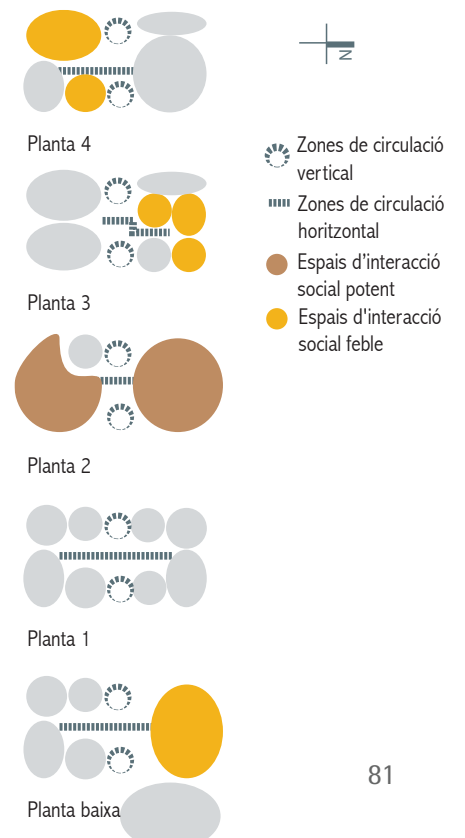 N
Planta 4
Zones de circulació
vertical
Zones de circulació
horitzontal
Espais d'interacció
social potent
Espais d'interacció
social feble
Planta 3
Planta 2
Planta 1
Planta baixa
81